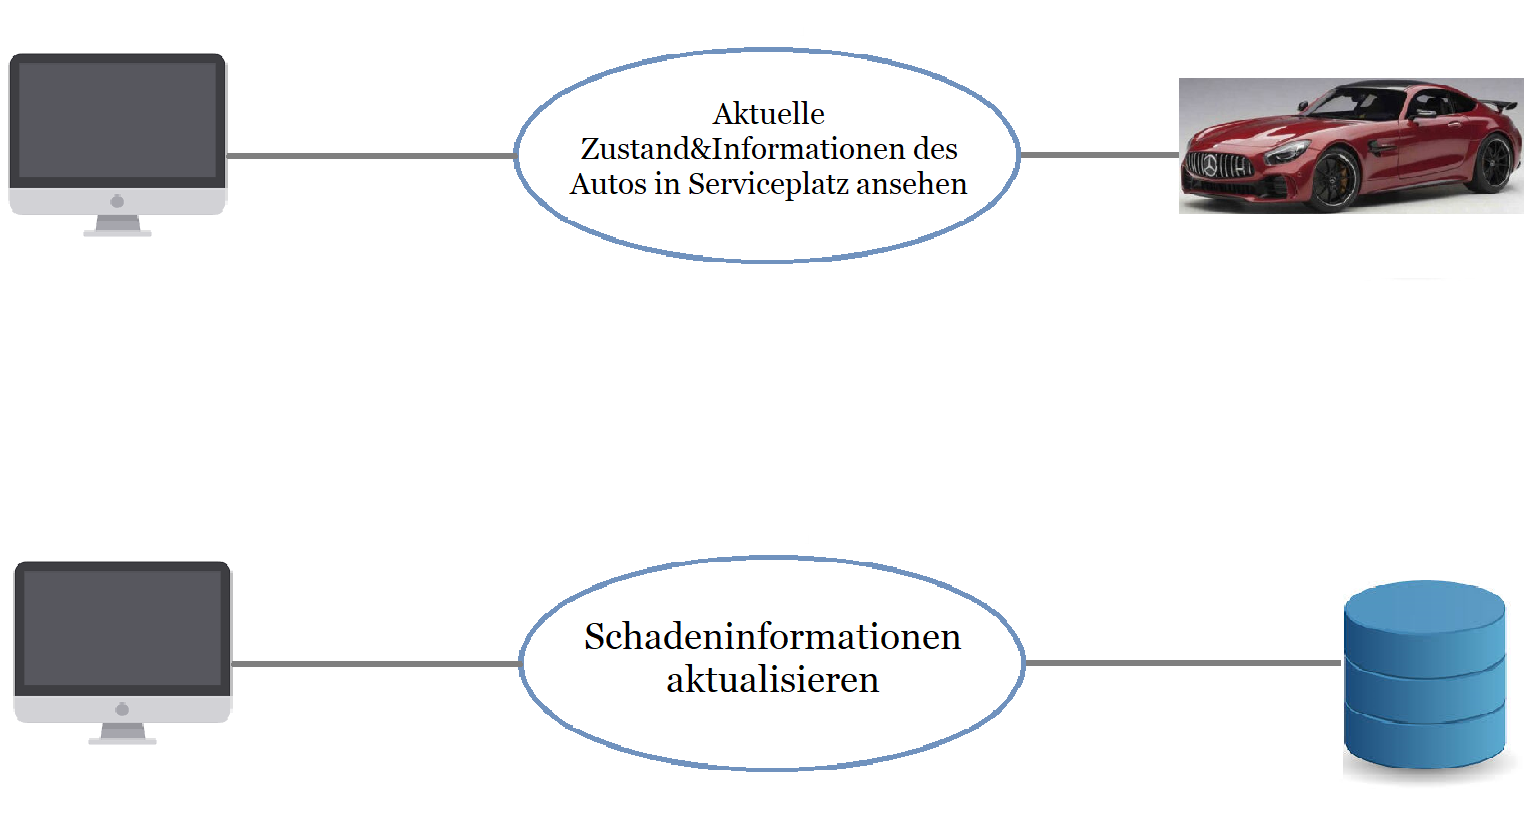 Aktuelle
Zustand&Informationen des
Autos in Serviceplatz ansehen
Schadeninformationen
aktualisieren